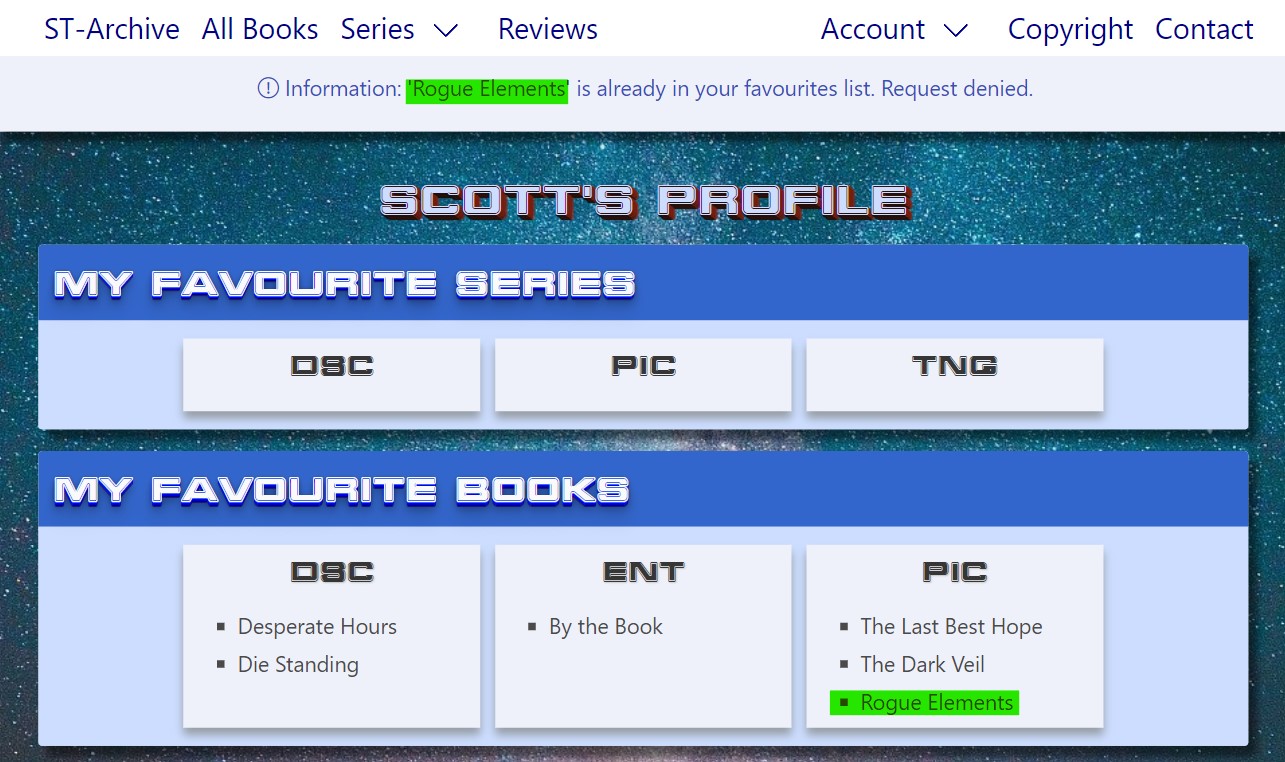 ST-Archive All Books Series Reviews Account Copyright Contact
Information: 'Rogue Elements' is already in your favourites list. Request denied.
SCOTT'S PROFILE
MY FAVOURITE SERIES
DSC PIC TNG
MY FAVOURITE BOOKS
DSC
Desperate Hours
Die Standing
ENT
By the Book
PIC
The Last Best Hope
The Dark Veil
Rogue Elements